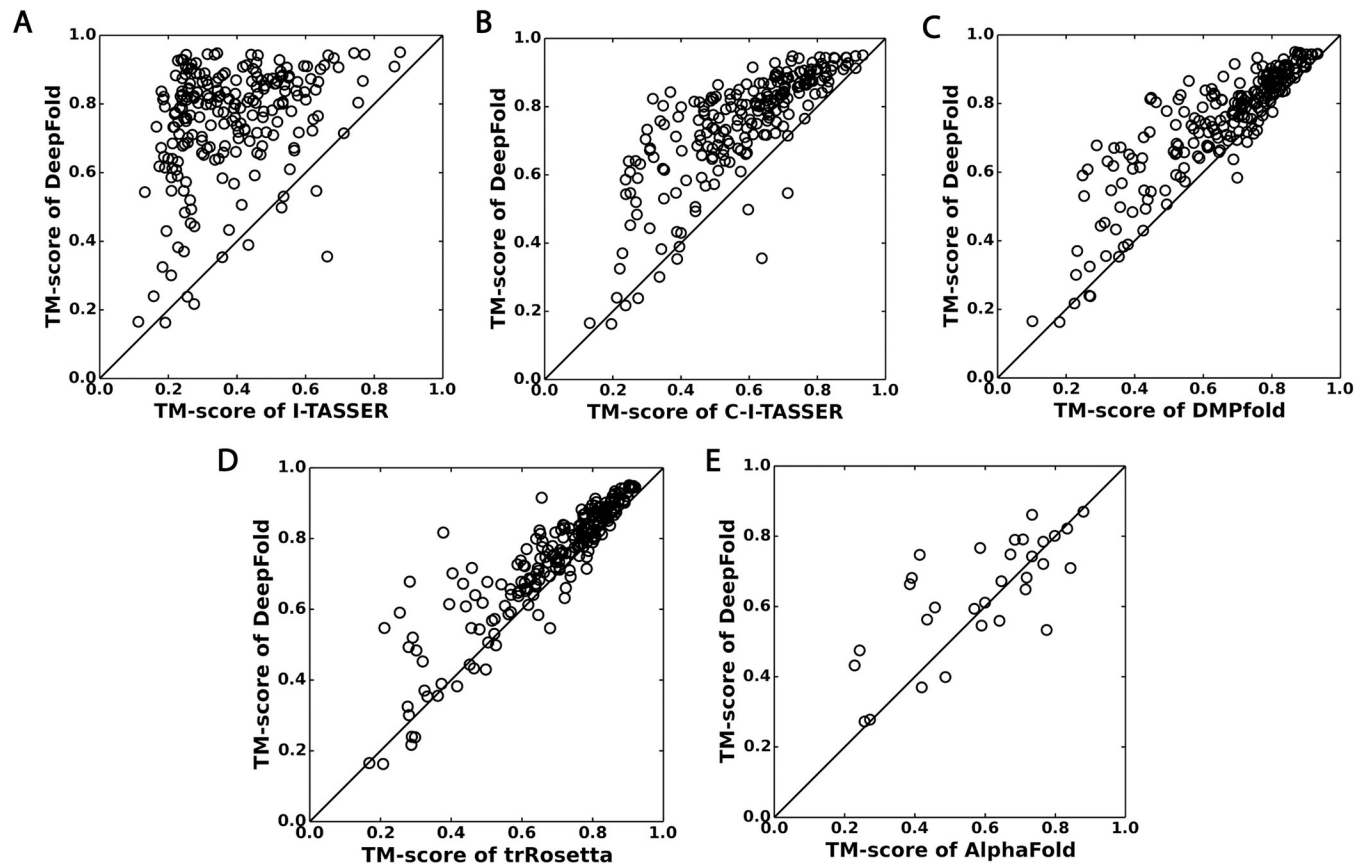 A
TM-score of DeepFold
1.0
0.8
0.6
0.4
0.2
0.0
0.0 0.2 0.4 0.6 0.8 1.0
TM-score of I-TASSER
B
TM-score of DeepFold
1.0
0.8
0.6
0.4
0.2
0.0
0.0 0.2 0.4 0.6 0.8 1.0
TM-score of C-I-TASSER
C
TM-score of DeepFold
1.0
0.8
0.6
0.4
0.2
0.0
0.0 0.2 0.4 0.6 0.8 1.0
TM-score of DMPfold
D
TM-score of DeepFold
1.0
0.8
0.6
0.4
0.2
0.0
0.0 0.2 0.4 0.6 0.8 1.0
TM-score of trRosetta
E
TM-score of DeepFold
1.0
0.8
0.6
0.4
0.2
0.0
0.0 0.2 0.4 0.6 0.8 1.0
TM-score of AlphaFold